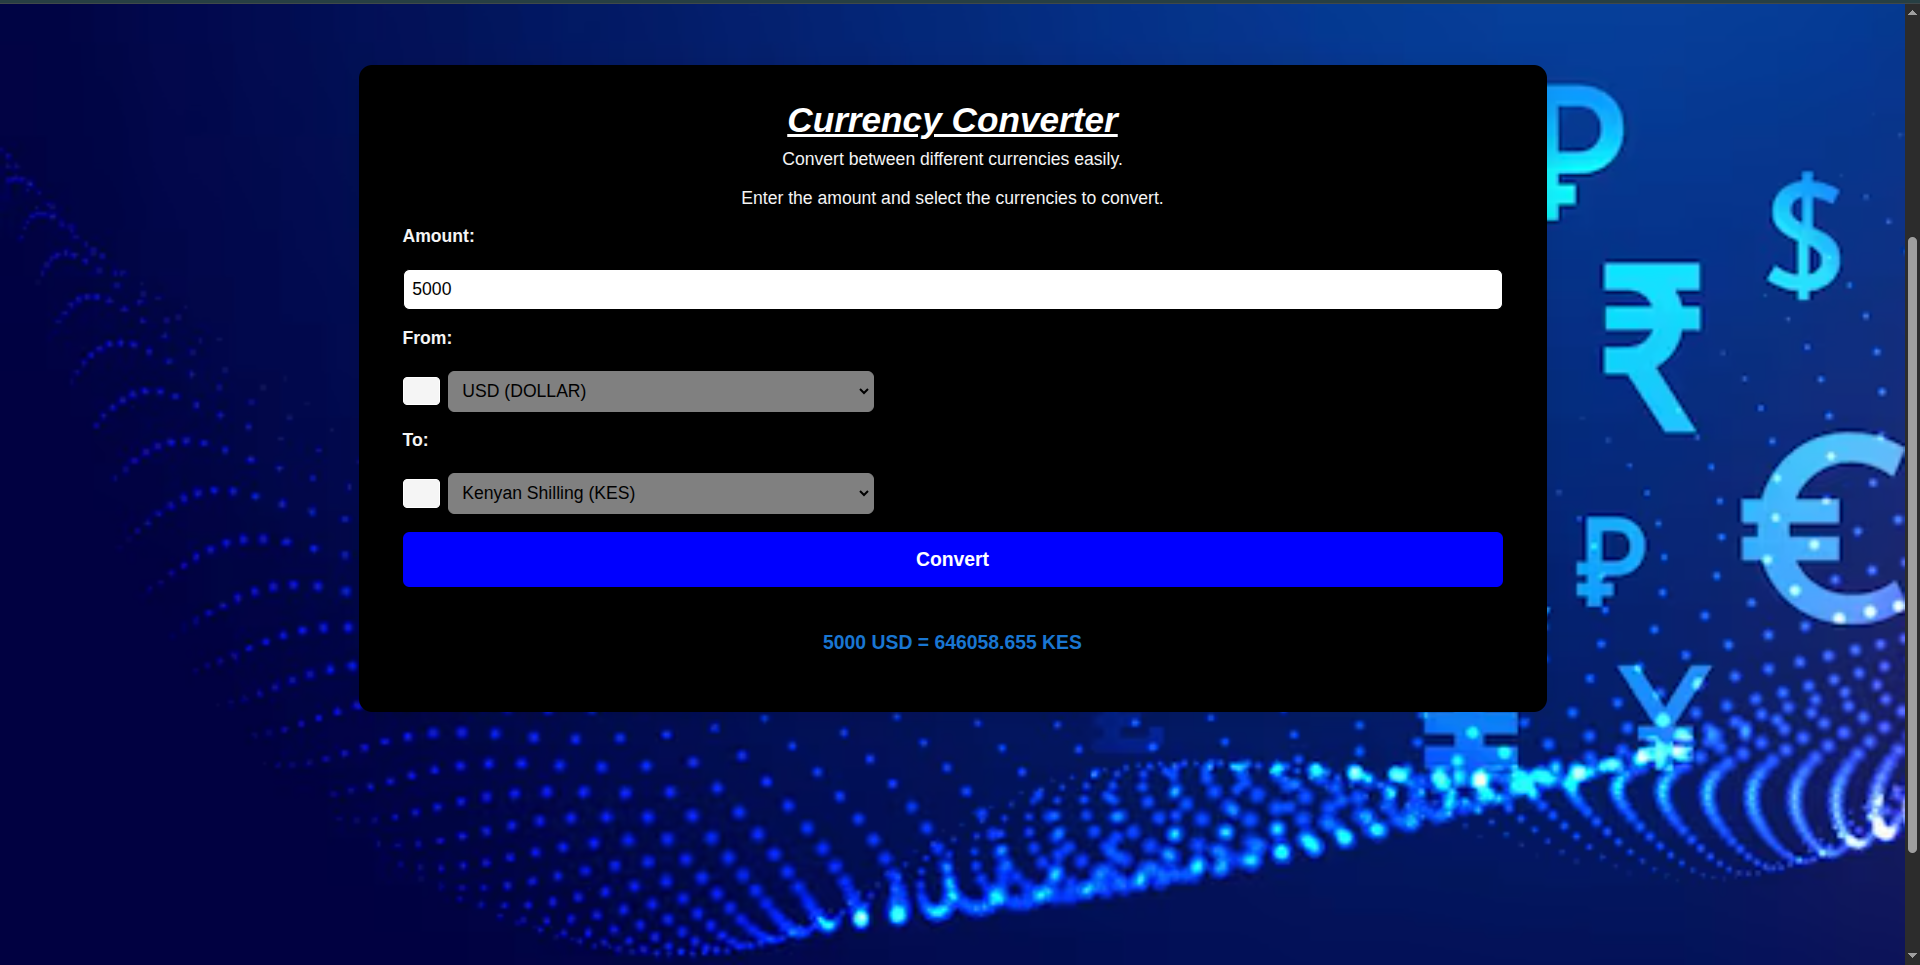 Currency Converter
Convert between different currencies easily.
Enter the amount and select the currencies to convert.
Amount:
5000
From:
USD (DOLLAR)
To:
Kenyan Shilling (KES)
Convert
5000 USD = 646058.655 KES